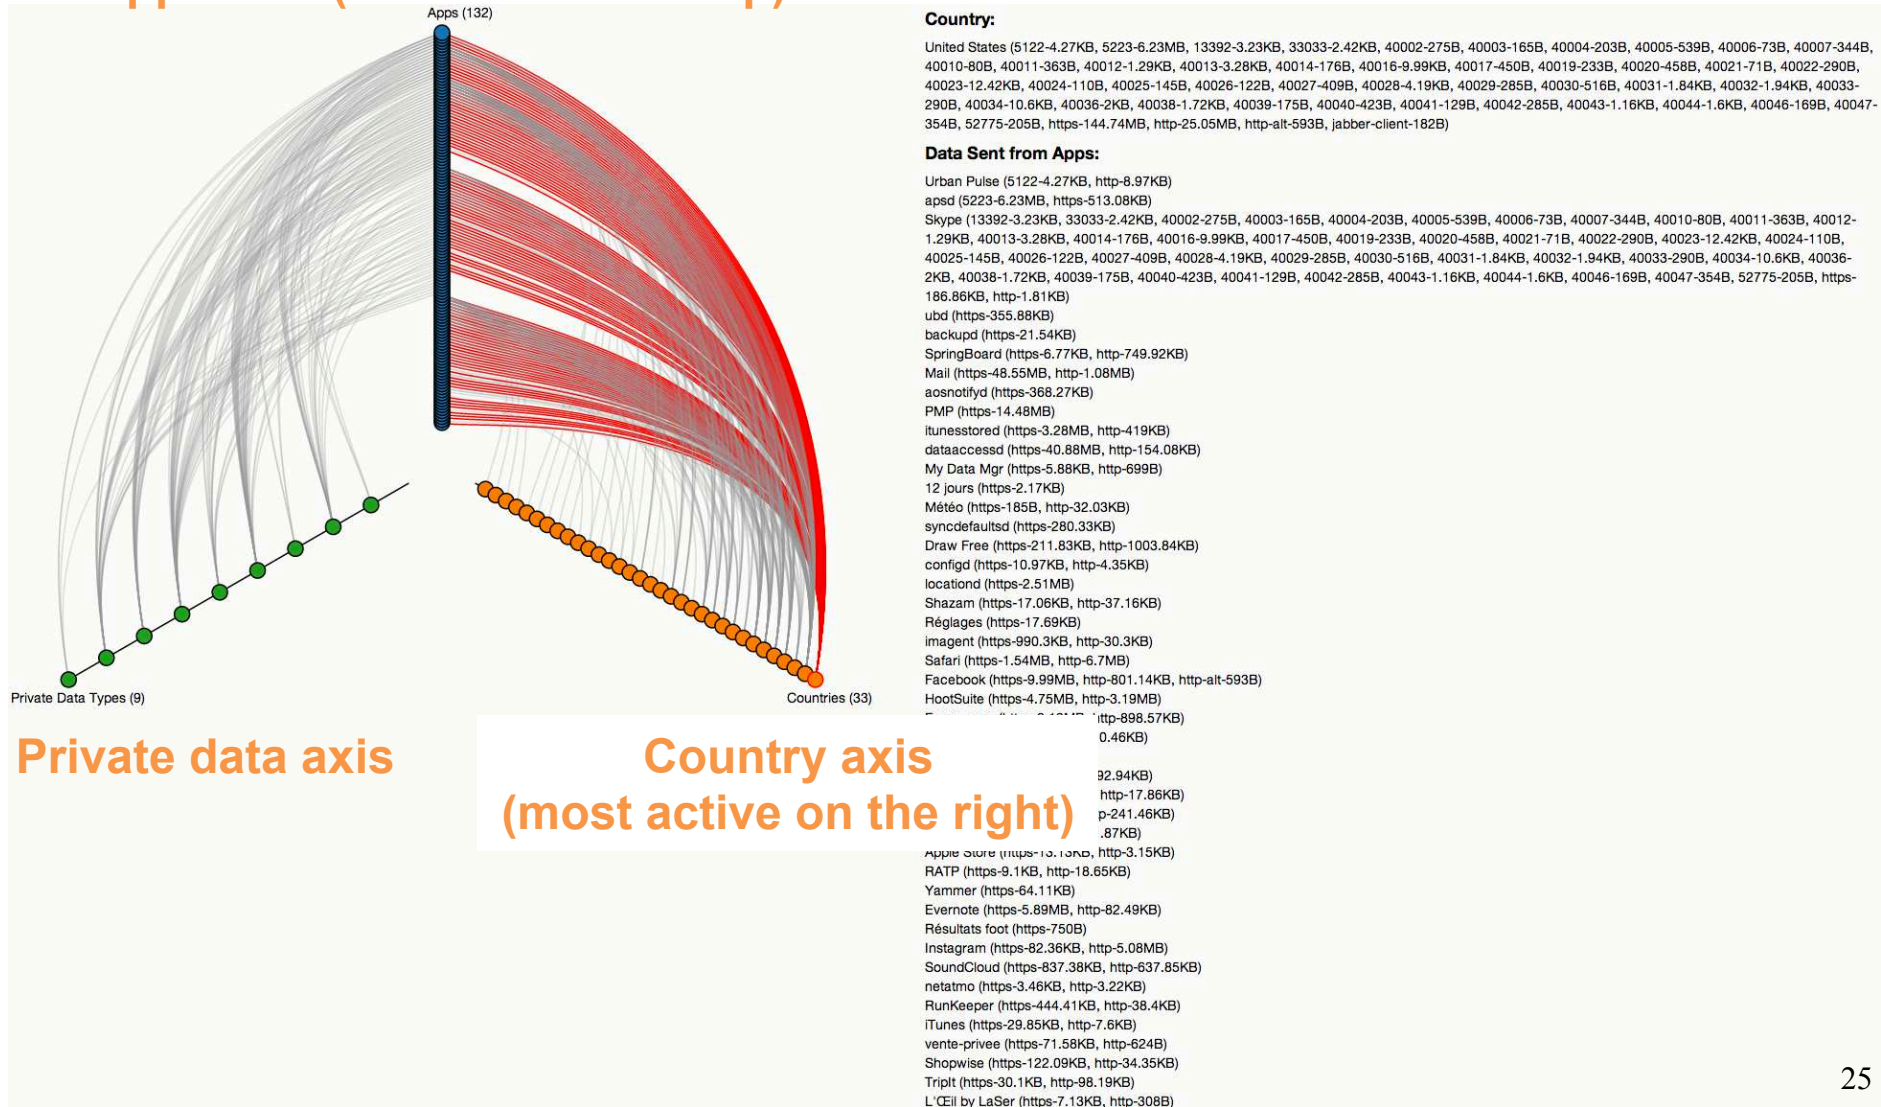 Apps (132)
Private Data Types (9)
Countries (33)
Private data axis
Country axis
(most active on the right)
Country:
United States (5122-4.27KB, 5223-6.23MB, 13392-3.23KB, 33033-2.42KB, 40002-275B, 40003-165B, 40004-203B, 40005-539B, 40006-73B, 40007-344B,
40010-80B, 40011-363B, 40012-1.29KB, 40013-3.28KB, 40014-176B, 40016-9.99KB, 40017-450B, 40019-233B, 40020-458B, 40021-71B, 40022-290B,
40023-12.42KB, 40024-110B, 40025-145B, 40026-122B, 40027-409B, 40028-4.19KB, 40029-285B, 40030-516B, 40031-1.84KB, 40032-1.94KB, 40033-
290B, 40034-10.6KB, 40036-2KB, 40038-1.72KB, 40039-175B, 40040-423B, 40041-129B, 40042-285B, 40043-1.16KB, 40044-1.6KB, 40046-169B, 40047-
354B, 52775-205B, https-144.74MB, http-25.05MB, http-alt-593B, jabber-client-182B)
Data Sent from Apps:
Urban Pulse (5122-4.27KB, http-8.97KB)
apsd (5223-6.23MB, https-513.08KB)
Skype (13392-3.23KB, 33033-2.42KB, 40002-275B, 40003-165B, 40004-203B, 40005-539B, 40006-73B, 40007-344B, 40010-80B, 40011-363B, 40012-
1.29KB, 40013-3.28KB, 40014-176B, 40016-9.99KB, 40017-450B, 40019-233B, 40020-458B, 40021-71B, 40022-290B, 40023-12.42KB, 40024-110B,
40025-145B, 40026-122B, 40027-409B, 40028-4.19KB, 40029-285B, 40030-516B, 40031-1.84KB, 40032-1.94KB, 40033-290B, 40034-10.6KB, 40036-
2KB, 40038-1.72KB, 40039-175B, 40040-423B, 40041-129B, 40042-285B, 40043-1.16KB, 40044-1.6KB, 40046-169B, 40047-354B, 52775-205B, https-
186.86KB, http-1.81KB)
ubd (https-355.88KB)
backupd (https-21.54KB)
SpringBoard (https-6.77KB, http-749.92KB)
Mail (https-48.55MB, http-1.08MB)
aosnotifyd (https-368.27KB)
PMP (https-14.48MB)
itunesstored (https-3.28MB, http-419KB)
dataaccessd (https-40.88MB, http-154.08KB)
My Data Mgr (https-5.88KB, http-699B)
12 jours (https-2.17KB)
Météo (https-185B, http-32.03KB)
syncdefaultsd (https-280.33KB)
Draw Free (https-211.83KB, http-1003.84KB)
configd (https-10.97KB, http-4.35KB)
locationd (https-2.51MB)
Shazam (https-17.06KB, http-37.16KB)
Réglages (https-17.69KB)
imagent (https-990.3KB, http-30.3KB)
Safari (https-1.54MB, http-6.7MB)
Facebook (https-9.99MB, http-801.14KB, http-alt-593B)
HootSuite (https-4.75MB, http-3.19MB)
http-898.57KB)
0.46KB)
92.94KB)
http-17.86KB)
p-241.46KB)
.87KB)
Apple Store (https-13.13KB, http-3.15KB)
RATP (https-9.1KB, http-18.65KB)
Yammer (https-64.11KB)
Evernote (https-5.89MB, http-82.49KB)
Résultats foot (https-750B)
Instagram (https-82.36KB, http-5.08MB)
SoundCloud (https-837.38KB, http-637.85KB)
netatmo (https-3.46KB, http-3.22KB)
RunKeeper (https-444.41KB, http-38.4KB)
iTunes (https-29.85KB, http-7.6KB)
vente-privee (https-71.58KB, http-624B)
Shopwise (https-122.09KB, http-34.35KB)
TripIt (https-30.1KB, http-98.19KB)
L'Œil by LaSer (https-7.13KB, http-308B)
25